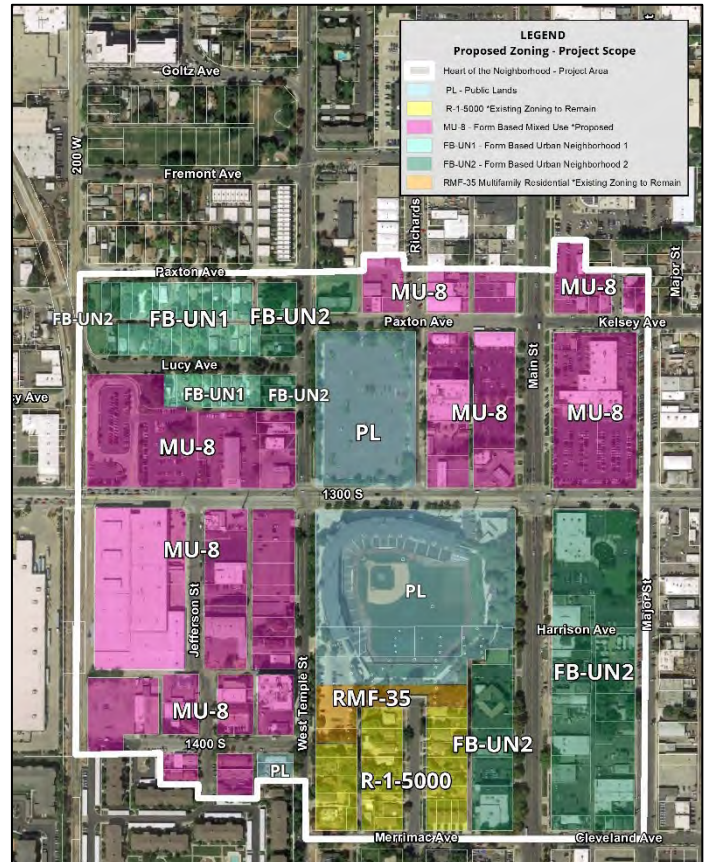 LEGEND
Proposed Zoning - Project Scope
Heart of the Neighborhood - Project Area
PL - Public Lands
R-1-5000 *Existing Zoning to Remain
MU-8 - Form Based Mixed Use *Proposed
FB-UN1 - Form Based Urban Neighborhood 1
FB-UN2 - Form Based Urban Neighborhood 2
RMF-35 Multifamily Residential *Existing Zoning to Remain
Goltz Ave
200 W
Fremont Ave
Richards
Paxton Ave
MU-8
MU-8
Major St
FB-UN2
FB-UN1
FB-UN2
Paxton Ave
Kelsey Ave
Lucy Ave
Main St
FB-UN1
FB-UN2
cy Ave
MU-8
PL
MU-8
MU-8
1300 S
MU-8
PL
Jefferson St
Major St
Harrison Ave
West Temple St
FB-UN2
RMF-35
MU-8
1400 S
FB-UN2
PL
R-1-5000
Merrimac Ave
Cleveland Ave